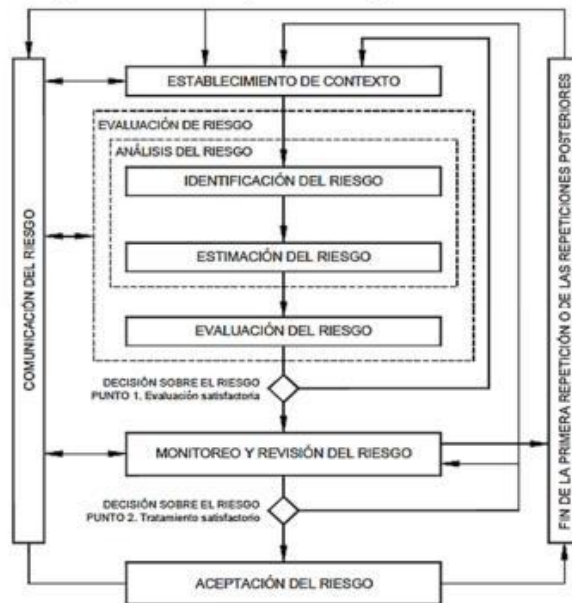 ESTABLECIMIENTO DE CONTEXTO
EVALUACIÓN DE RIESGO
ANÁLISIS DEL RIESGO
IDENTIFICACIÓN DEL RIESGO
ESTIMACIÓN DEL RIESGO
EVALUACIÓN DEL RIESGO
DECISIÓN SOBRE EL RIESGO
PUNTO 1. Evaluación satisfactoria
MONITOREO Y REVISIÓN DEL RIESGO
DECISIÓN SOBRE EL RIESGO
PUNTO 2. Tratamiento satisfactorio
ACEPTACIÓN DEL RIESGO
COMUNICACIÓN DEL RIESGO
FIN DE LA PRIMERA REPETICIÓN O DE LAS REPETICIONES POSTERIORES